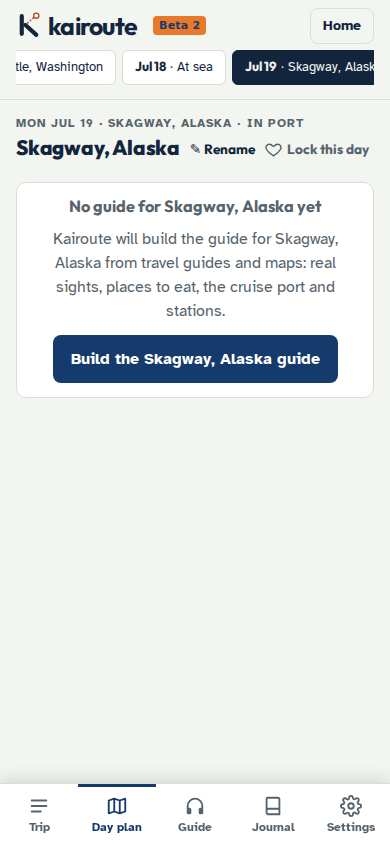 kairoute Beta 2 Home
tle, Washington Jul 18 · At sea Jul 19 · Skagway, Alask
MON JUL 19 · SKAGWAY, ALASKA · IN PORT
Skagway, Alaska ✎ Rename Lock this day
No guide for Skagway, Alaska yet
Kairoute will build the guide for Skagway,
Alaska from travel guides and maps: real
sights, places to eat, the cruise port and
stations.
Build the Skagway, Alaska guide
Trip Day plan Guide Journal Settings